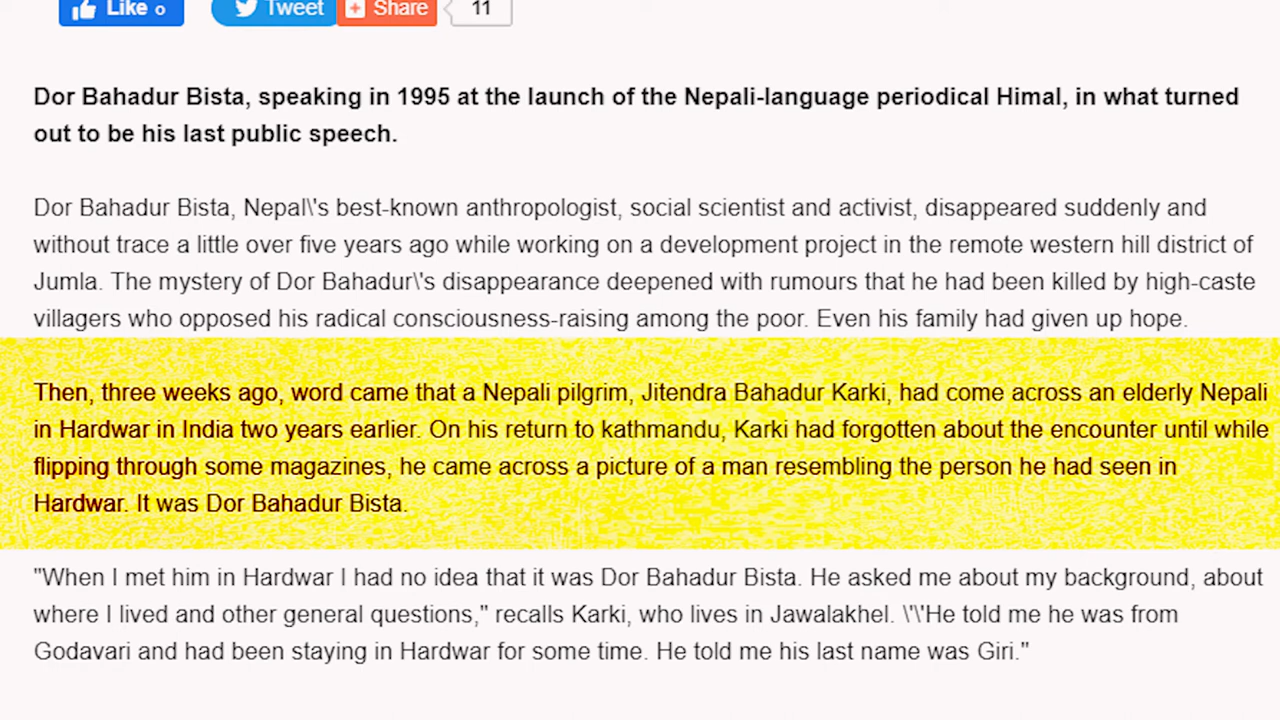 Like 0
Tweet
Share
11
Dor Bahadur Bista, speaking in 1995 at the launch of the Nepali-language periodical Himal, in what turned
out to be his last public speech.
Dor Bahadur Bista, Nepal\'s best-known anthropologist, social scientist and activist, disappeared suddenly and
without trace a little over five years ago while working on a development project in the remote western hill district of
Jumla. The mystery of Dor Bahadur\'s disappearance deepened with rumours that he had been killed by high-caste
villagers who opposed his radical consciousness-raising among the poor. Even his family had given up hope.
Then, three weeks ago, word came that a Nepali pilgrim, Jitendra Bahadur Karki, had come across an elderly Nepali
in Hardwar in India two years earlier. On his return to kathmandu, Karki had forgotten about the encounter until while
flipping through some magazines, he came across a picture of a man resembling the person he had seen in
Hardwar. It was Dor Bahadur Bista.
"When I met him in Hardwar I had no idea that it was Dor Bahadur Bista. He asked me about my background, about
where I lived and other general questions," recalls Karki, who lives in Jawalakhel. \'\'He told me he was from
Godavari and had been staying in Hardwar for some time. He told me his last name was Giri."